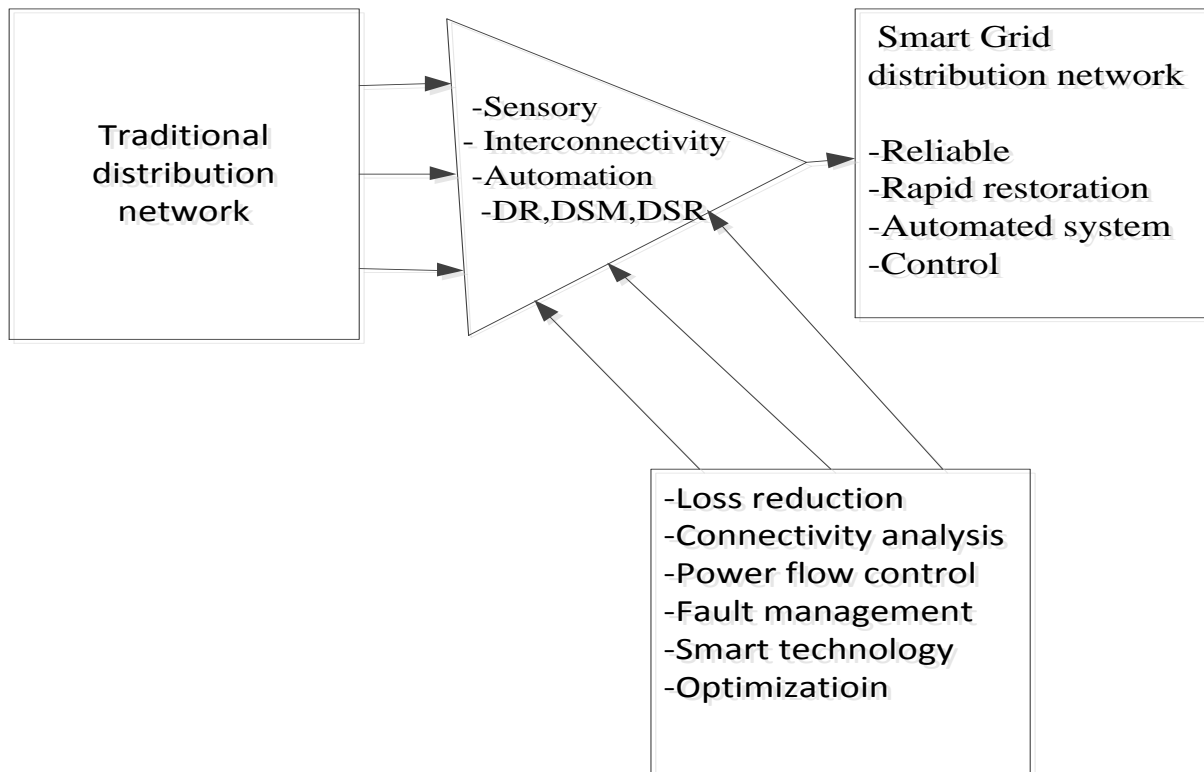 Traditional
distribution
network
-Sensory
- Interconnectivity
-Automation
-DR,DSM,DSR
Smart Grid
distribution network
-Reliable
-Rapid restoration
-Automated system
-Control
-Loss reduction
-Connectivity analysis
-Power flow control
-Fault management
-Smart technology
-Optimizatioin